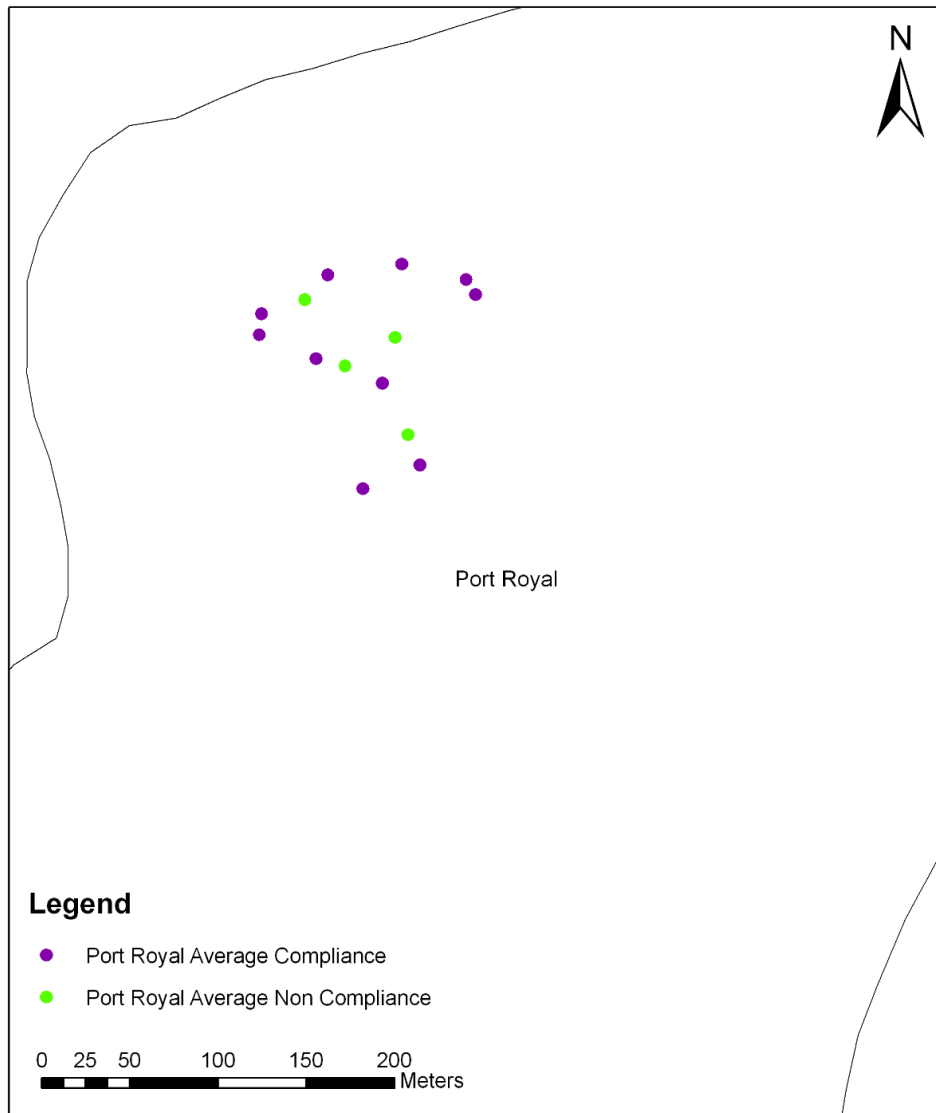 N
Port Royal
Legend
Port Royal Average Compliance
Port Royal Average Non Compliance
0 25 50 100 150 200
Meters